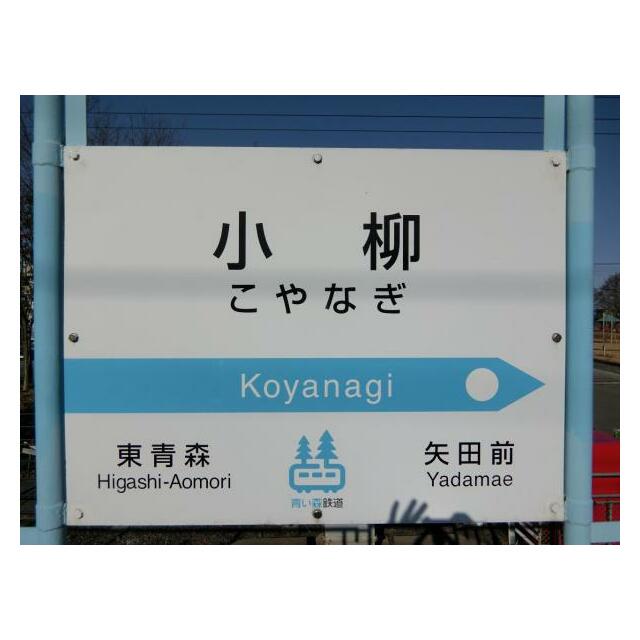 小 柳
こやなぎ
Koyanagi
東青森
Higashi-Aomori
矢田前
Yadamae
青い森鉄道